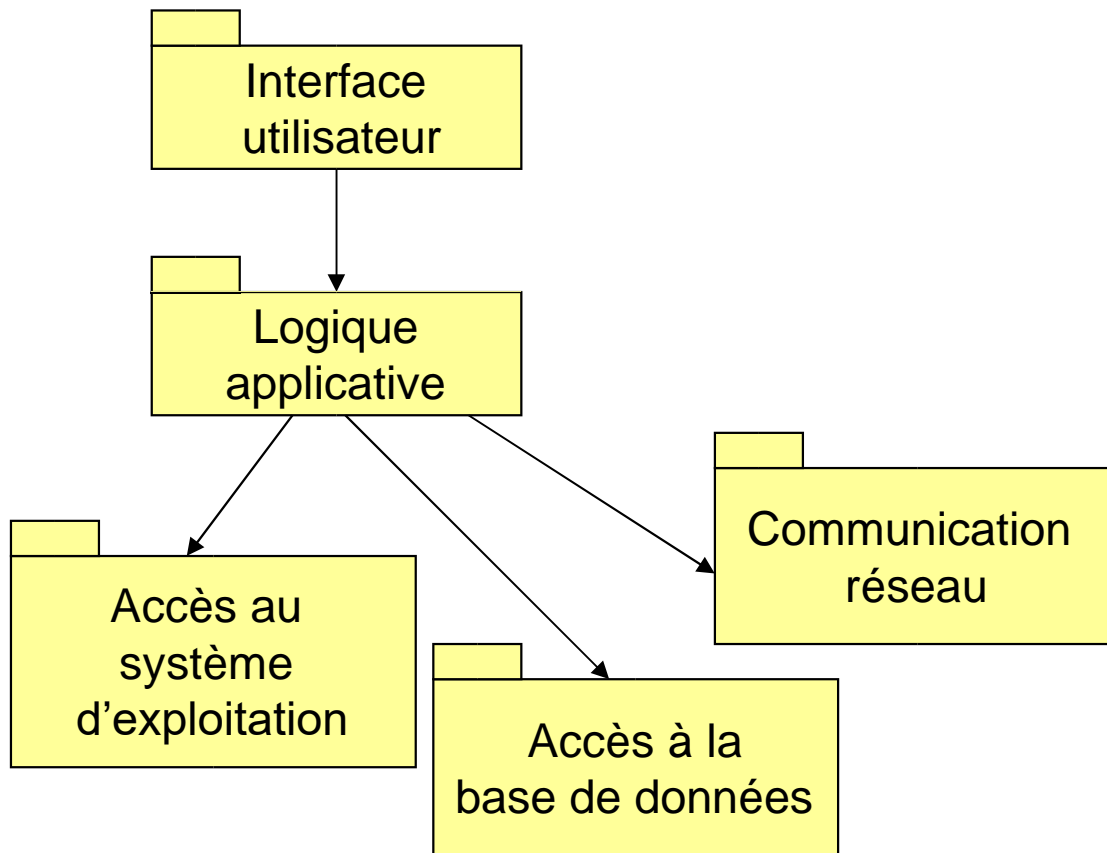 Interface
utilisateur
Logique
applicative
Communication
réseau
Accès au
système
d’exploitation
Accès à la
base de données